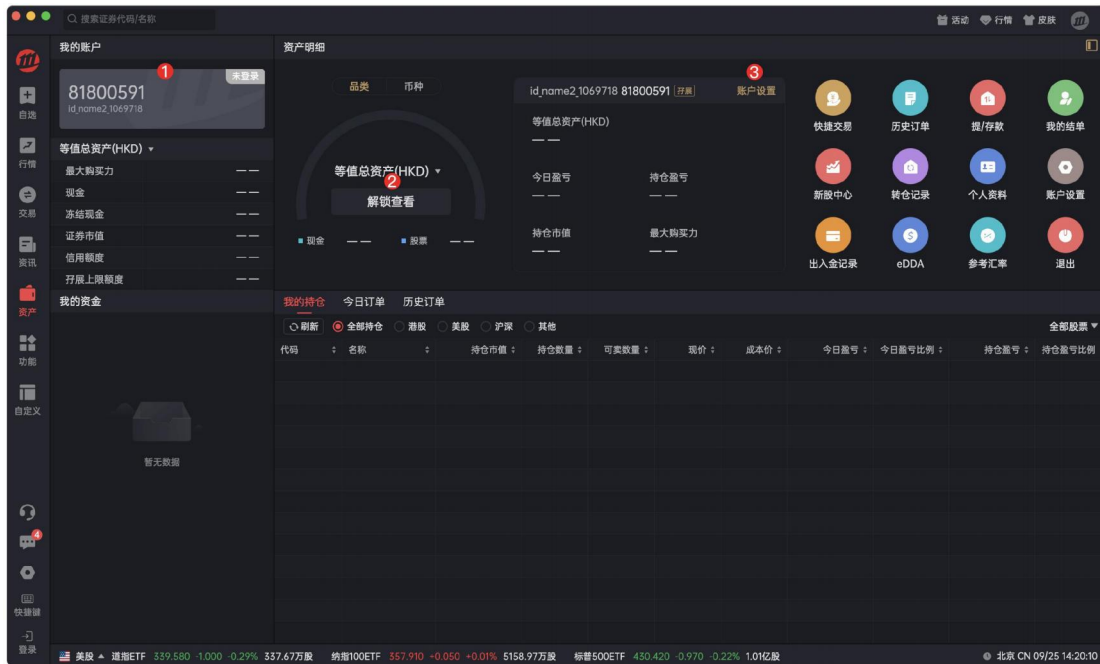 搜索证券代码/名称
活动
行情
皮肤
我的账户
资产明细
1
未登录
81800591
id_name2_1069718
品类
币种
id_name2_1069718 81800591 孖展
3
账户设置
等值总资产(HKD)
— —
今日盈亏
持仓盈亏
— —
— —
持仓市值
最大购买力
— —
— —
等值总资产(HKD)
2
解锁查看
现金 — —
股票 — —
快捷交易
历史订单
提/存款
我的结单
新股中心
转仓记录
个人资料
账户设置
出入金记录
eDDA
参考汇率
退出
自选
行情
交易
资讯
资产
功能
自定义
4
快捷键
登录
等值总资产(HKD)
最大购买力 — —
现金 — —
冻结现金 — —
证券市值 — —
信用额度 — —
孖展上限额度 — —
我的资金
暂无数据
我的持仓
今日订单
历史订单
刷新
全部持仓
港股
美股
沪深
其他
全部股票
代码
名称
持仓市值
持仓数量
可卖数量
现价
成本价
今日盈亏
今日盈亏比例
持仓盈亏
持仓盈亏比例
美股 道指ETF 339.580 -1.000 -0.29% 337.67万股 纳指100ETF 357.910 +0.050 +0.01% 5158.97万股 标普500ETF 430.420 -0.970 -0.22% 1.01亿股
北京 CN 09/25 14:20:10